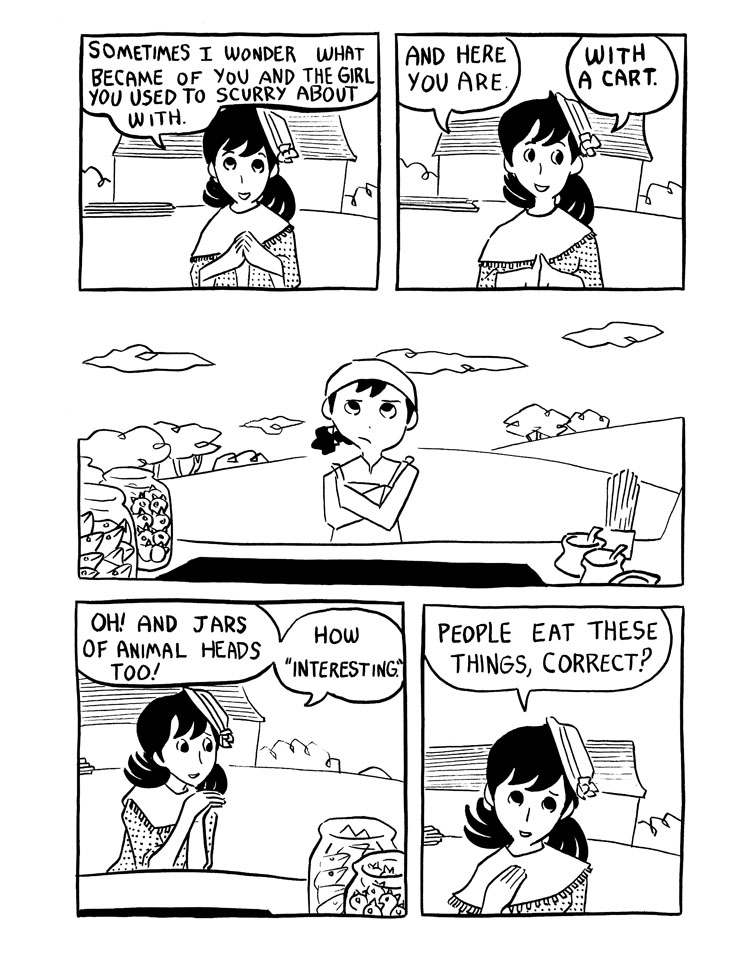 SOMETIMES I WONDER WHAT
BECAME OF YOU AND THE GIRL
YOU USED TO SCURRY ABOUT
WITH.
AND HERE
YOU ARE.
WITH
A CART.
OH! AND JARS
OF ANIMAL HEADS
TOO!
HOW
"INTERESTING."
PEOPLE EAT THESE
THINGS, CORRECT?